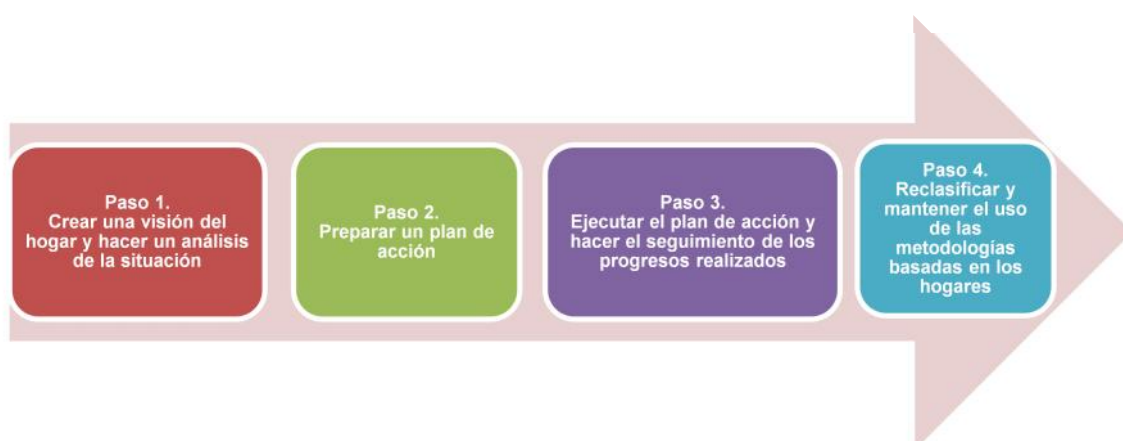 Paso 1.
Crear una visión del
hogar y hacer un análisis
de la situación
Paso 2.
Preparar un plan de
acción
Paso 3.
Ejecutar el plan de acción y
hacer el seguimiento de los
progresos realizados
Paso 4.
Reclasificar y
mantener el uso
de las
metodologías
basadas en los
hogares